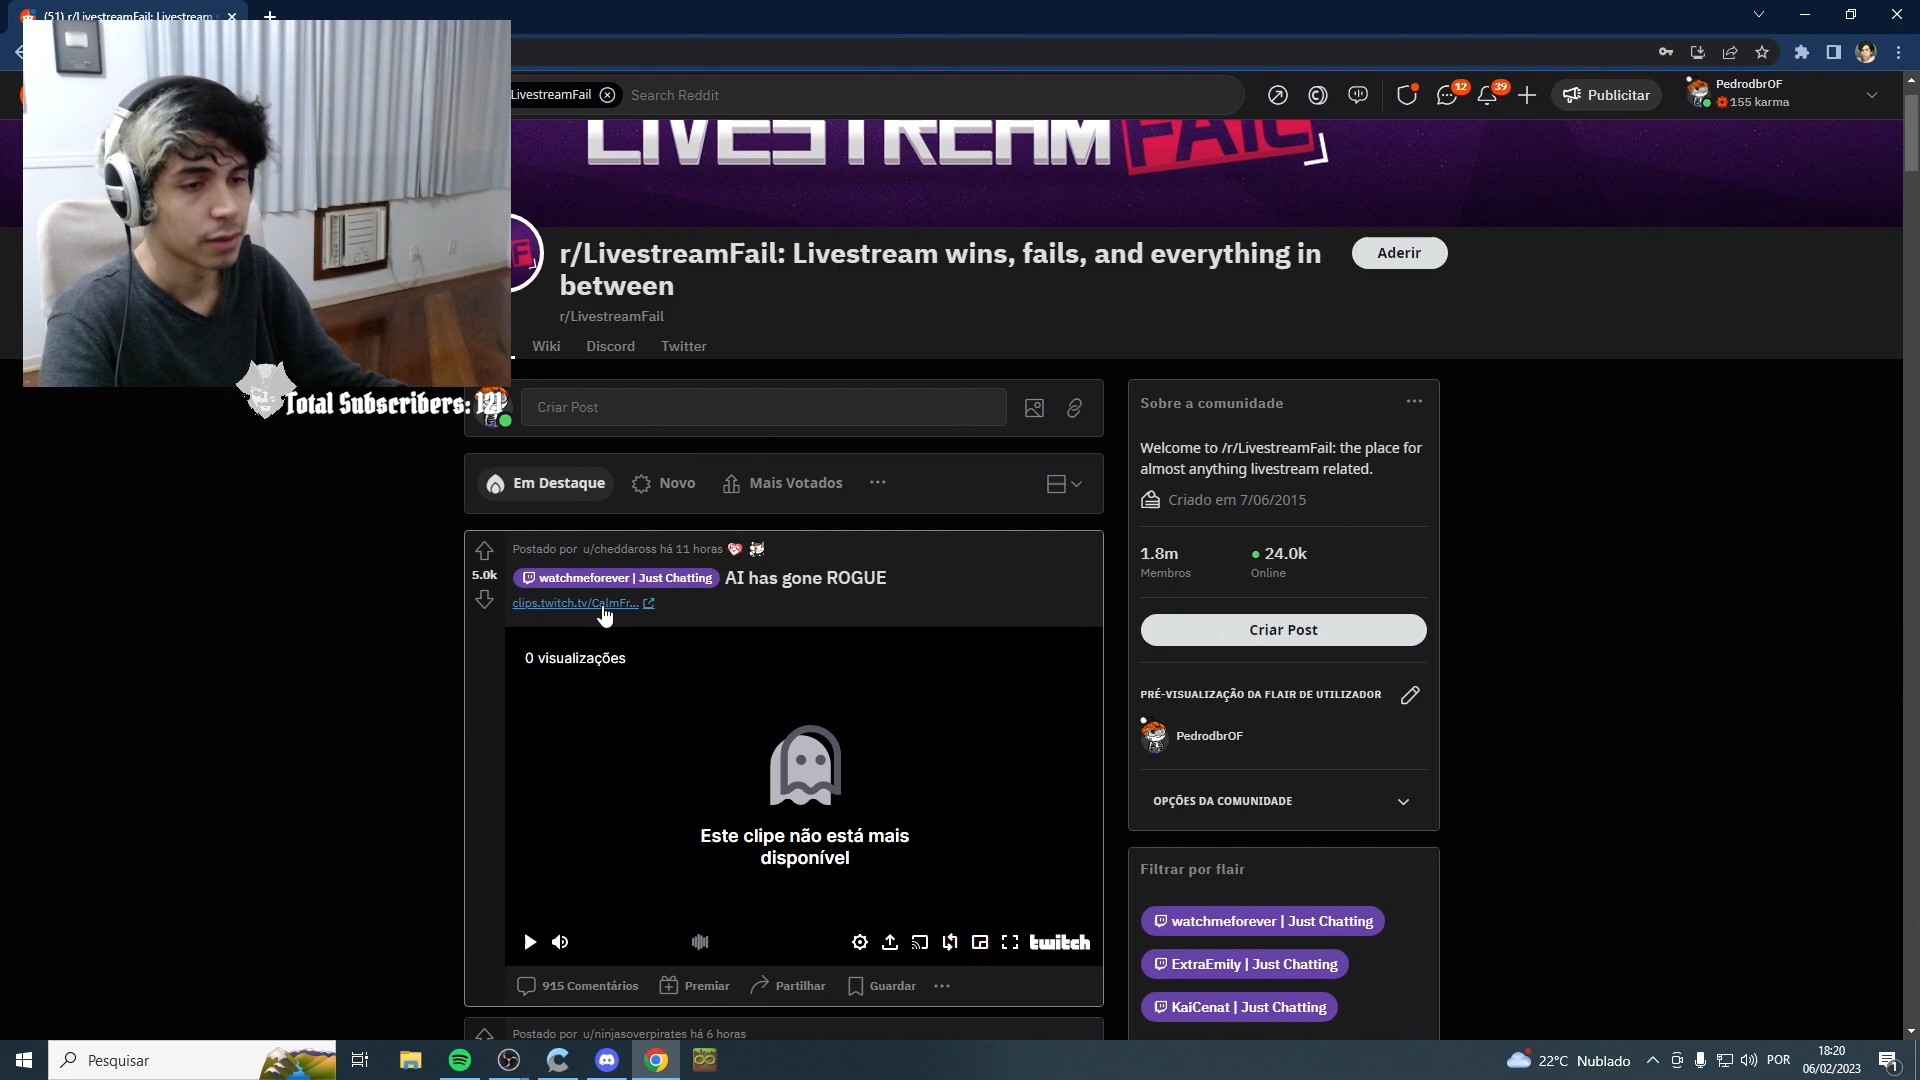 (51) r/LivestreamFail: Livestream
LivestreamFail
Search Reddit
12
39
Publicitar
PedrodbrOF
155 karma
LIVESTREAM FAIL
r/LivestreamFail: Livestream wins, fails, and everything in
between
Aderir
r/LivestreamFail
Wiki
Discord
Twitter
Total Subscribers: 121
Criar Post
Em Destaque
Novo
Mais Votados
Postado por u/cheddaross há 11 horas
5.0k
watchmeforever | Just Chatting
AI has gone ROGUE
clips.twitch.tv/CalmFr...
0 visualizações
Este clipe não está mais
disponível
twitch
915 Comentários
Premiar
Partilhar
Guardar
Postado por u/ninjasoverpirates há 6 horas
Sobre a comunidade
Welcome to /r/LivestreamFail: the place for
almost anything livestream related.
Criado em 7/06/2015
1.8m
24.0k
Membros
Online
Criar Post
PRÉ-VISUALIZAÇÃO DA FLAIR DE UTILIZADOR
PedrodbrOF
OPÇÕES DA COMUNIDADE
Filtrar por flair
watchmeforever | Just Chatting
ExtraEmily | Just Chatting
KaiCenat | Just Chatting
Pesquisar
22°C Nublado
POR
18:20
06/02/2023
1